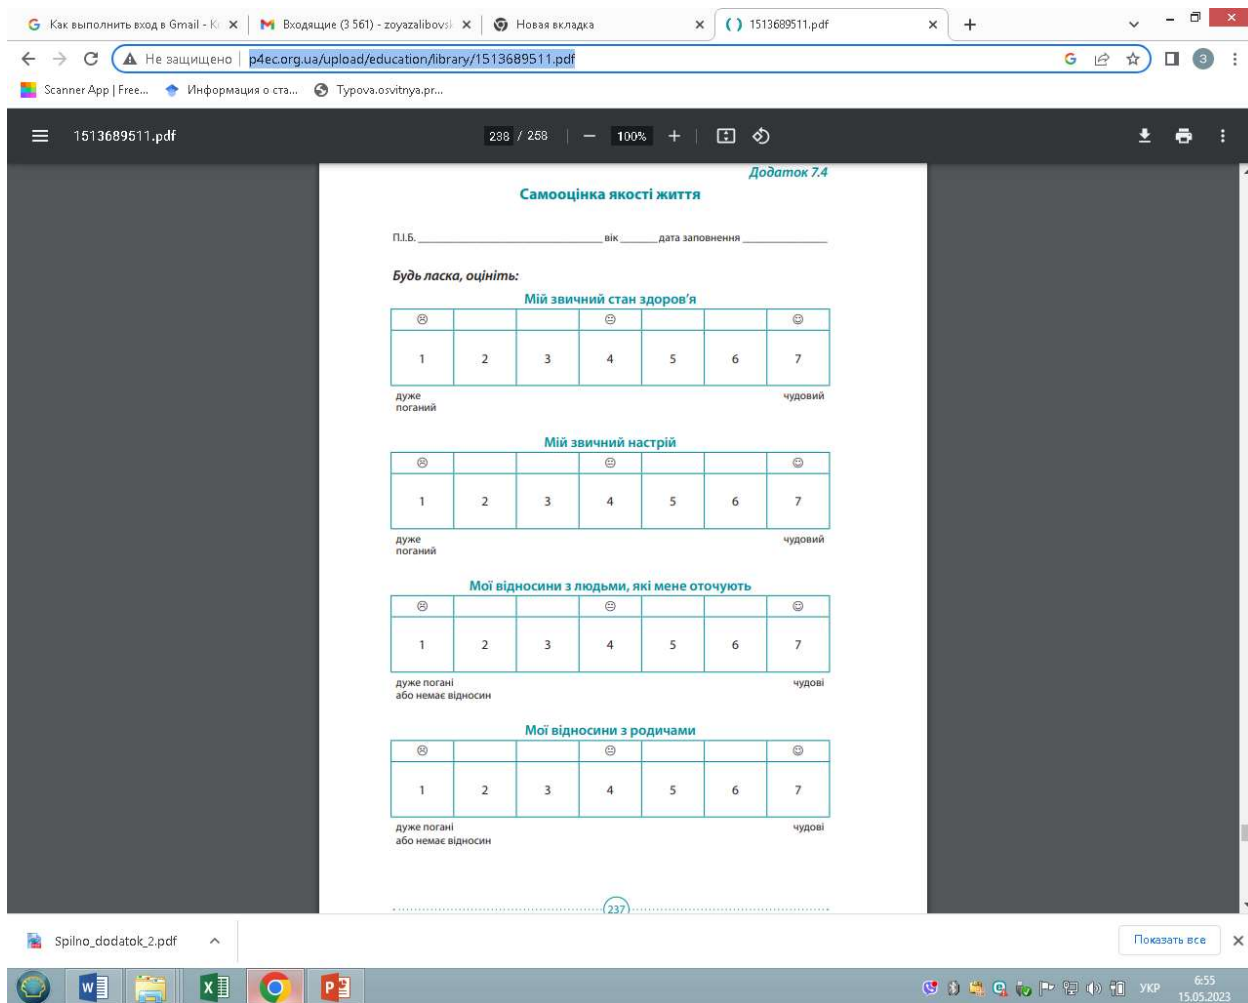 Как выполнить вход в Gmail - К
Входящие (3 561) - zoyazalibovs
Новая вкладка
1513689511.pdf
Не защищено
p4ec.org.ua/upload/education/library/1513689511.pdf
З
Scanner App | Free...
Информация о ста...
Typova.osvitnya.pr...
1513689511.pdf
238 / 258
100%
Додаток 7.4
Самооцінка якості життя
П.І.Б. ____ вік ____ дата заповнення ____
Будь ласка, оцініть:
Мій звичний стан здоров’я
1 2 3 4 5 6 7
дуже чудовий
поганий
Мій звичний настрій
1 2 3 4 5 6 7
дуже чудовий
поганий
Мої відносини з людьми, які мене оточують
1 2 3 4 5 6 7
дуже погані чудові
або немає відносин
Мої відносини з родичами
1 2 3 4 5 6 7
дуже погані чудові
або немає відносин
237
Spilno_dodatok_2.pdf
Показать все
УКР
6:55
15.05.2023